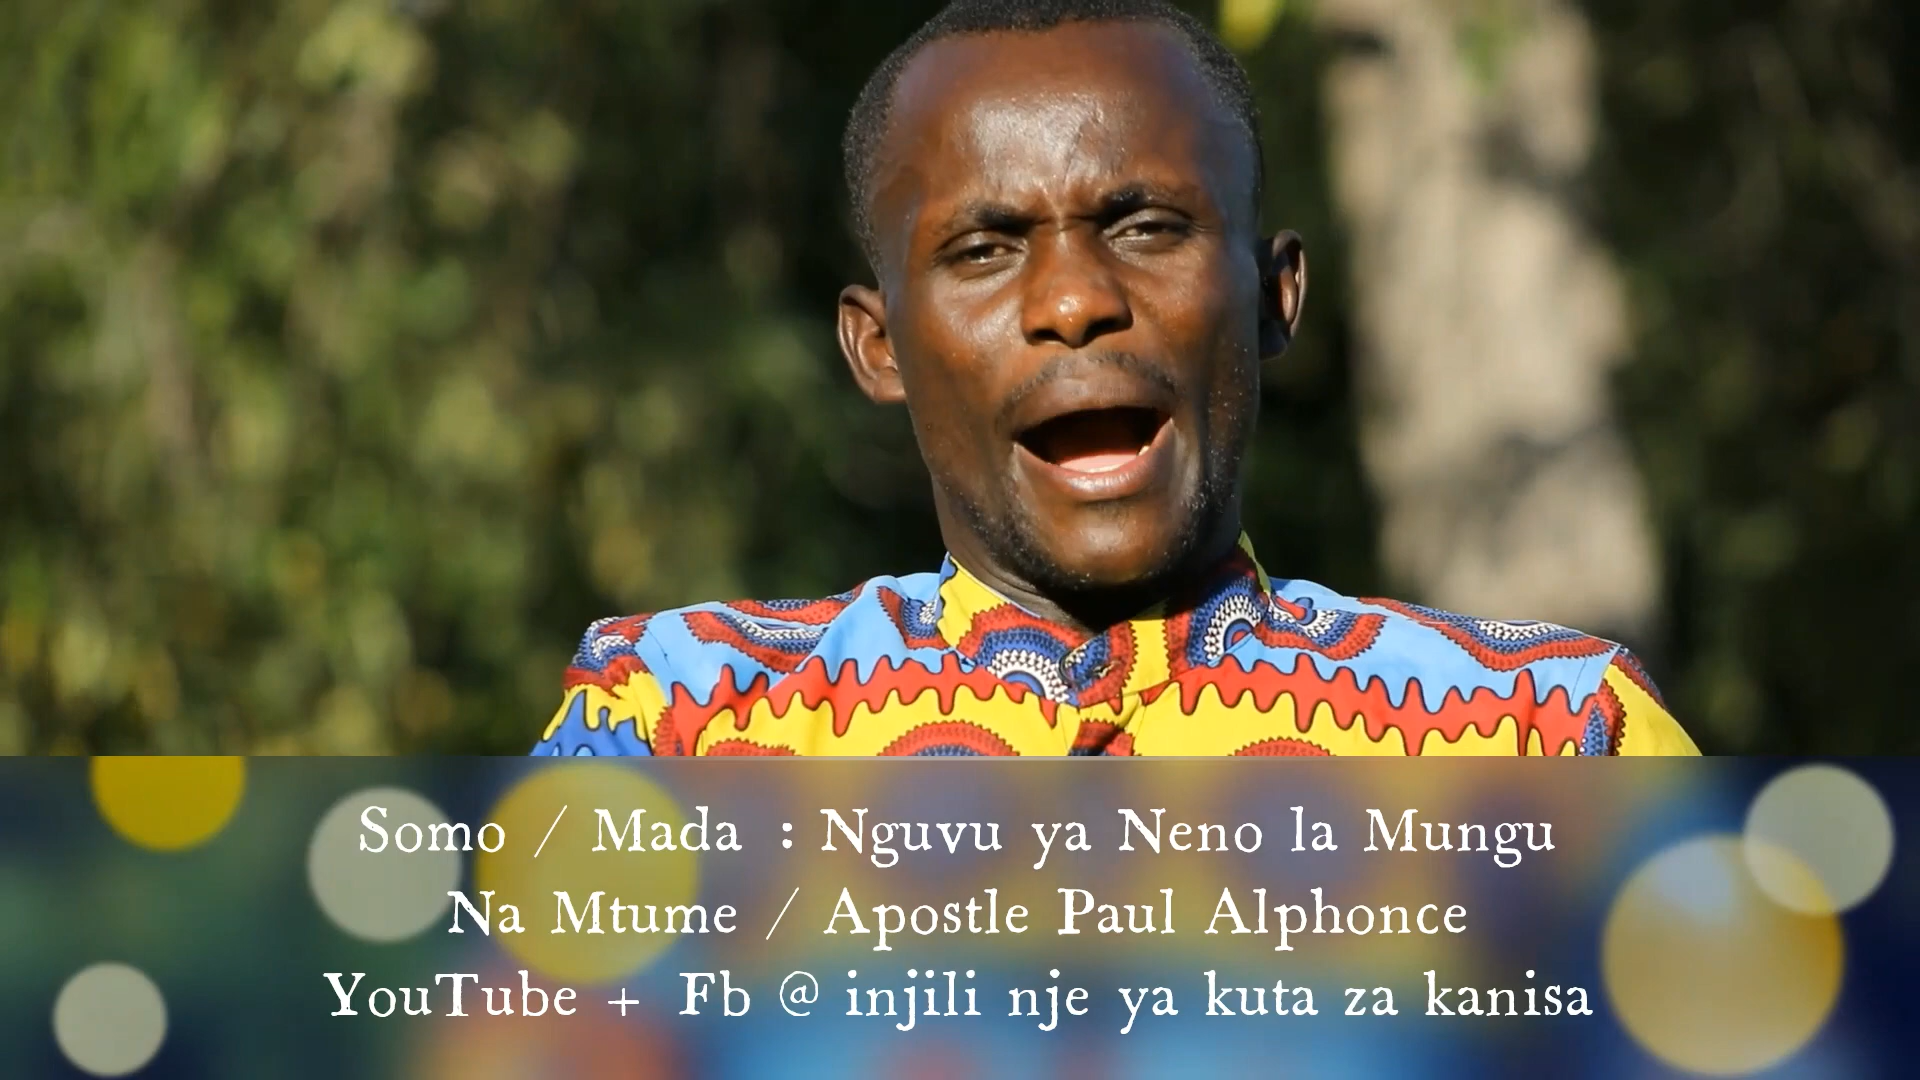 Somo / Mada : Nguvu ya Neno la Mungu
Na Mtume / Apostle Paul Alphonce
YouTube + Fb @ injili nje ya kuta za kanisa